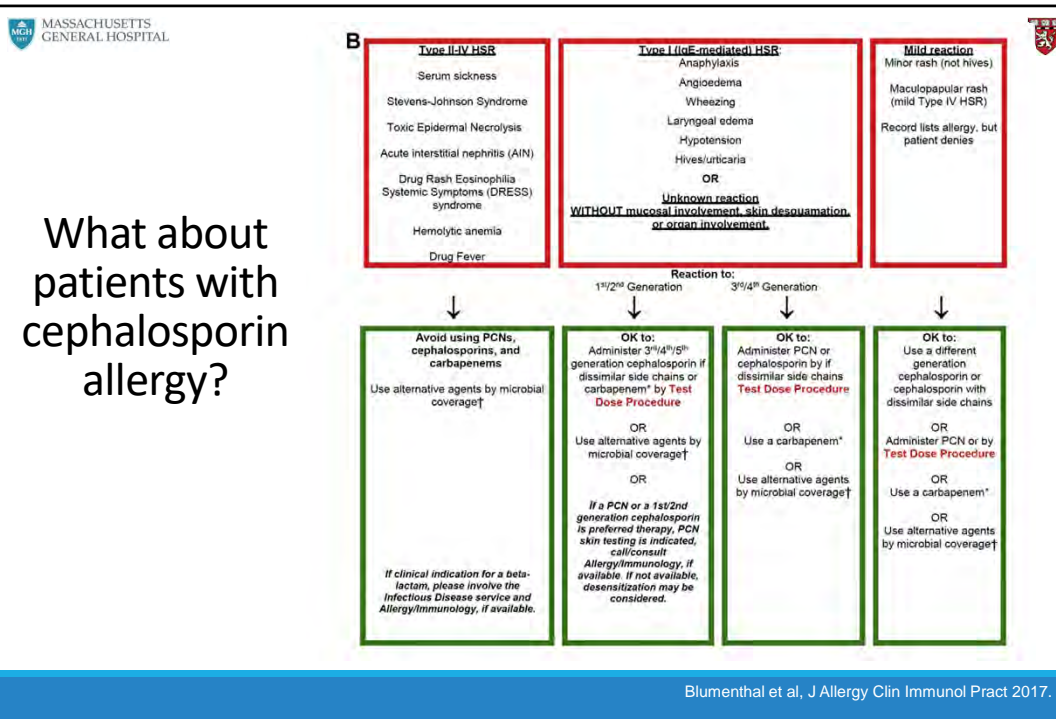 MASSACHUSETTS
GENERAL HOSPITAL
MGH
1811
What about
patients with
cephalosporin
allergy?
B
Type II-IV HSR
Serum sickness
Stevens-Johnson Syndrome
Toxic Epidermal Necrolysis
Acute interstitial nephritis (AIN)
Drug Rash Eosinophilia
Systemic Symptoms (DRESS)
syndrome
Hemolytic anemia
Drug Fever
Type I (IgE-mediated) HSR:
Anaphylaxis
Angioedema
Wheezing
Laryngeal edema
Hypotension
Hives/urticaria
OR
Unknown reaction
WITHOUT mucosal involvement, skin desquamation,
or organ involvement.
Mild reaction
Minor rash (not hives)
Maculopapular rash
(mild Type IV HSR)
Record lists allergy, but
patient denies
Reaction to:
1st/2nd Generation
3rd/4th Generation
Avoid using PCNs,
cephalosporins, and
carbapenems
Use alternative agents by microbial
coverage†
If clinical indication for a beta-
lactam, please involve the
Infectious Disease service and
Allergy/Immunology, if available.
OK to:
Administer 3rd/4th/5th
generation cephalosporin if
dissimilar side chains or
carbapenem* by Test
Dose Procedure
OR
Use alternative agents by
microbial coverage†
OR
If a PCN or a 1st/2nd
generation cephalosporin
is preferred therapy, PCN
skin testing is indicated,
call/consult
Allergy/Immunology, if
available. If not available,
desensitization may be
considered.
OK to:
Administer PCN or
cephalosporin by if
dissimilar side chains
Test Dose Procedure
OR
Use a carbapenem*
OR
Use alternative agents
by microbial coverage†
OK to:
Use a different
generation
cephalosporin or
cephalosporin with
dissimilar side chains
OR
Administer PCN or by
Test Dose Procedure
OR
Use a carbapenem*
OR
Use alternative agents
by microbial coverage†
Blumenthal et al, J Allergy Clin Immunol Pract 2017.